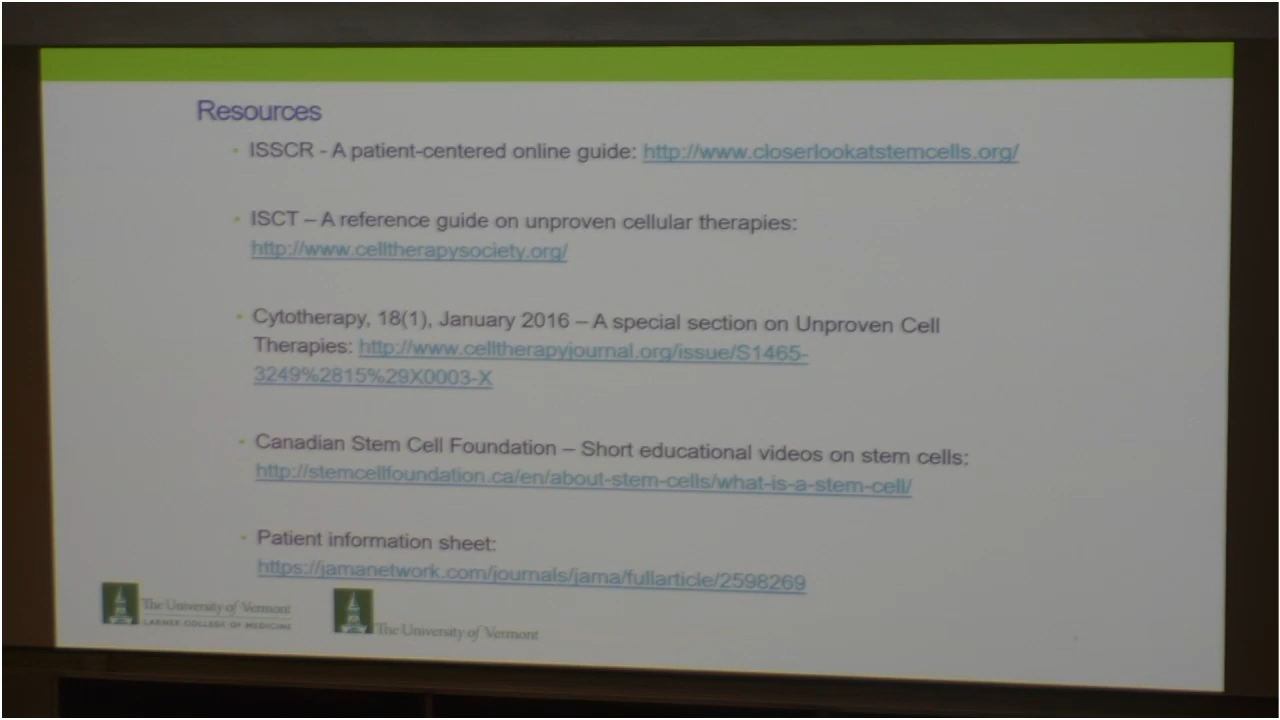 Resources
• ISSCR - A patient-centered online guide: http://www.closerlookatstemcells.org/
• ISCT – A reference guide on unproven cellular therapies:
http://www.celltherapysociety.org/
• Cytotherapy, 18(1), January 2016 – A special section on Unproven Cell
Therapies: http://www.celltherapyjournal.org/issue/S1465-
3249%2815%29X0003-X
• Canadian Stem Cell Foundation – Short educational videos on stem cells:
http://stemcellfoundation.ca/en/about-stem-cells/what-is-a-stem-cell/
• Patient information sheet:
https://jamanetwork.com/journals/jama/fullarticle/2598269
The University of Vermont
LARNER COLLEGE OF MEDICINE
The University of Vermont